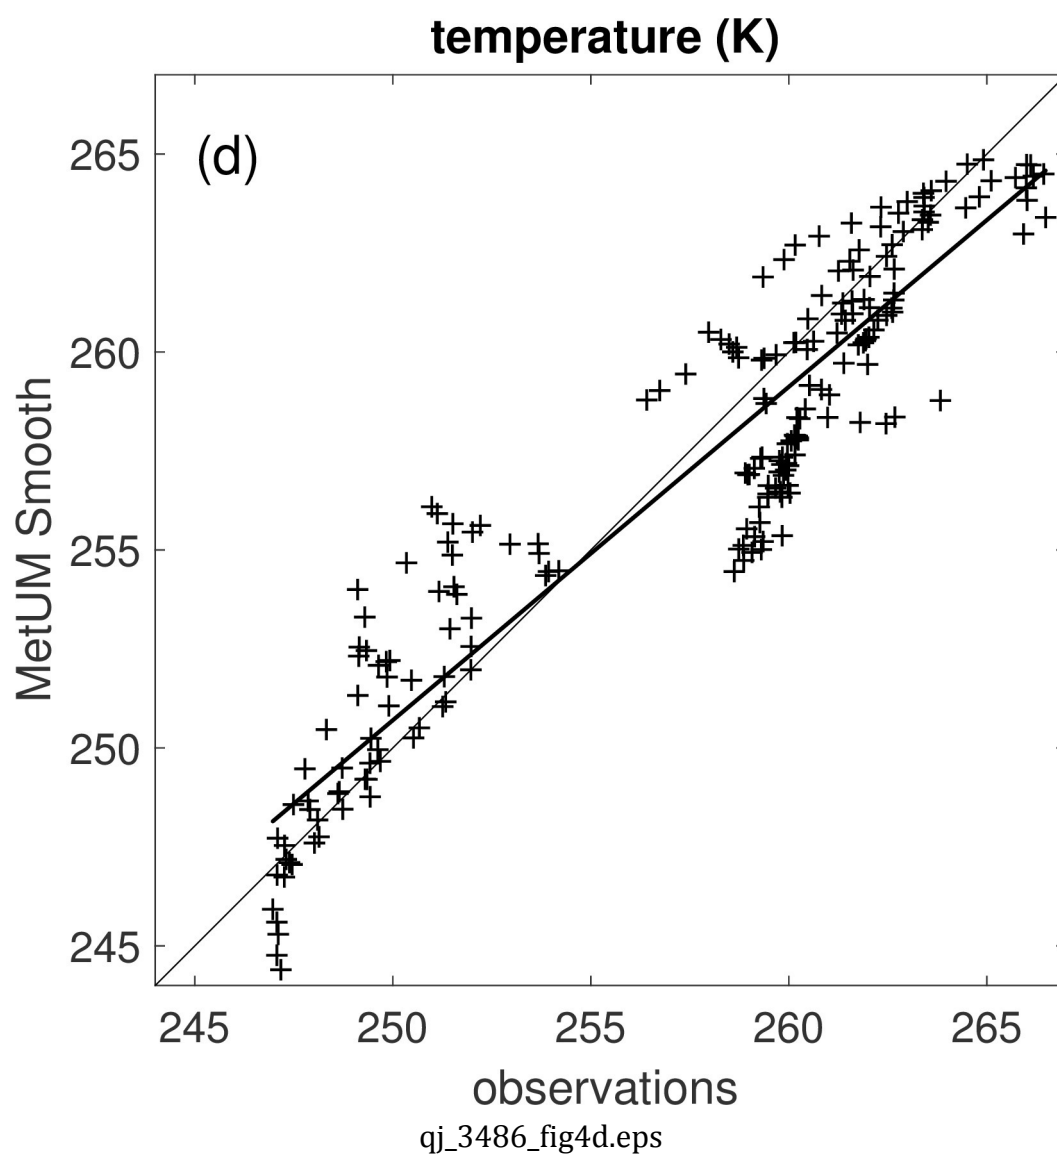 temperature (K)
(d)
265
260
255
250
245
MetUM Smooth
245 250 255 260 265
observations
qj_3486_fig4d.eps